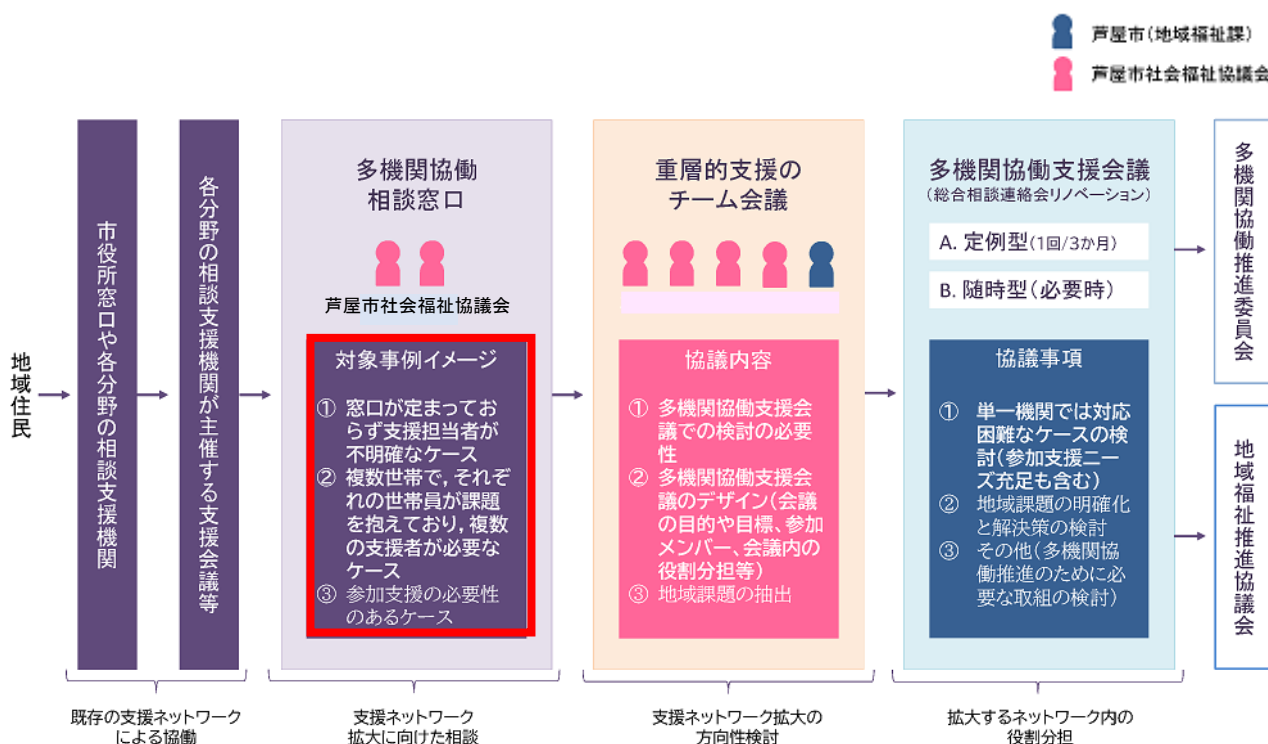 芦屋市(地域福祉課)
芦屋市社会福祉協議会
地域住民
市役所窓口や各分野の相談支援機関
各分野の相談支援機関が主催する支援会議等
多機関協働
相談窓口
芦屋市社会福祉協議会
対象事例イメージ
① 窓口が定まってお
らず支援担当者が
不明確なケース
② 複数世帯で,それぞ
れの世帯員が課題
を抱えており,複数
の支援者が必要な
ケース
③ 参加支援の必要性
のあるケース
重層的支援の
チーム会議
協議内容
① 多機関協働支援会
議での検討の必要
性
② 多機関協働支援会
議のデザイン(会議
の目的や目標、参加
メンバー、会議内の
役割分担等)
③ 地域課題の抽出
多機関協働支援会議
(総合相談連絡会リノベーション)
A. 定例型(1回/3か月)
B. 随時型(必要時)
協議事項
① 単一機関では対応
困難なケースの検
討(参加支援ニー
ズ充足も含む)
② 地域課題の明確化
と解決策の検討
③ その他(多機関協
働推進のために必
要な取組の検討)
多機関協働推進委員会
地域福祉推進協議会
既存の支援ネットワーク
による協働
支援ネットワーク
拡大に向けた相談
支援ネットワーク拡大の
方向性検討
拡大するネットワーク内の
役割分担